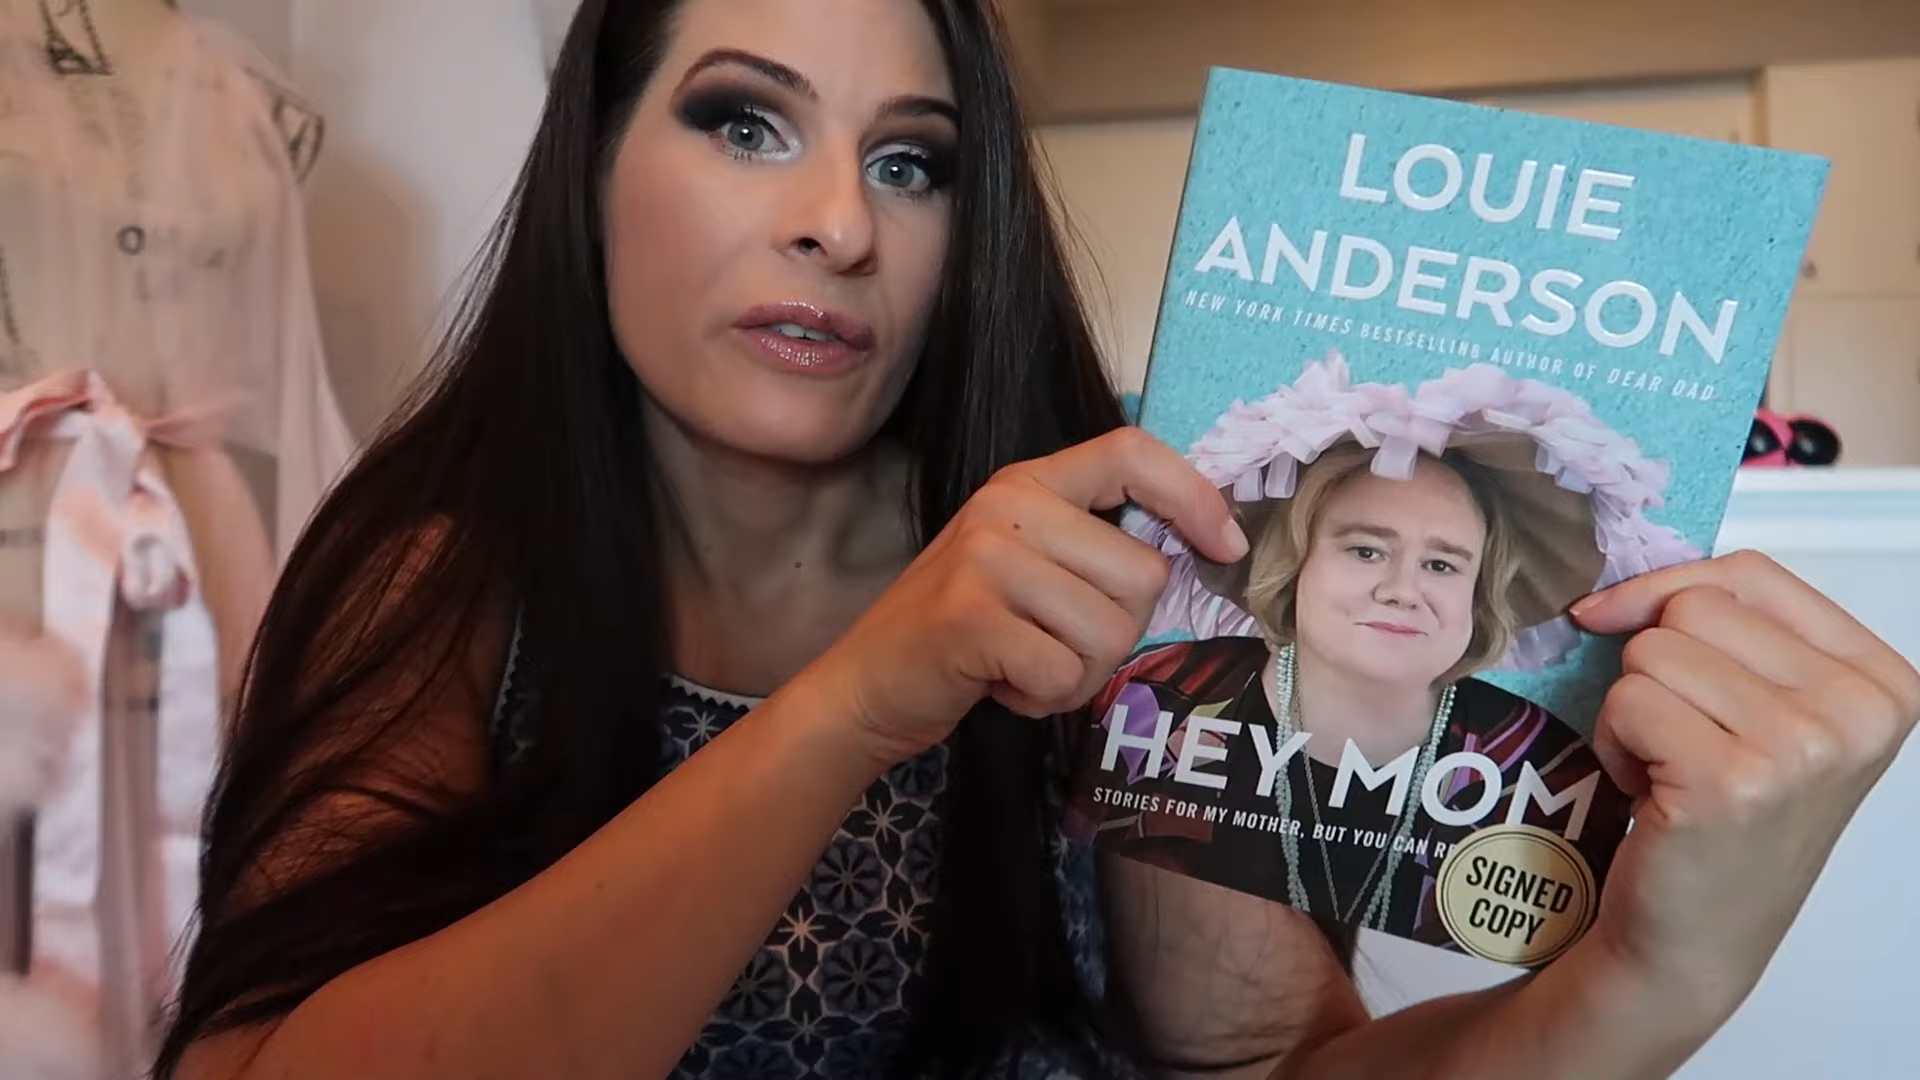 LOUIE
ANDERSON
NEW YORK TIMES BESTSELLING AUTHOR OF DEAR DAD
HEY MOM
STORIES FOR MY MOTHER, BUT YOU CAN
SIGNED
COPY